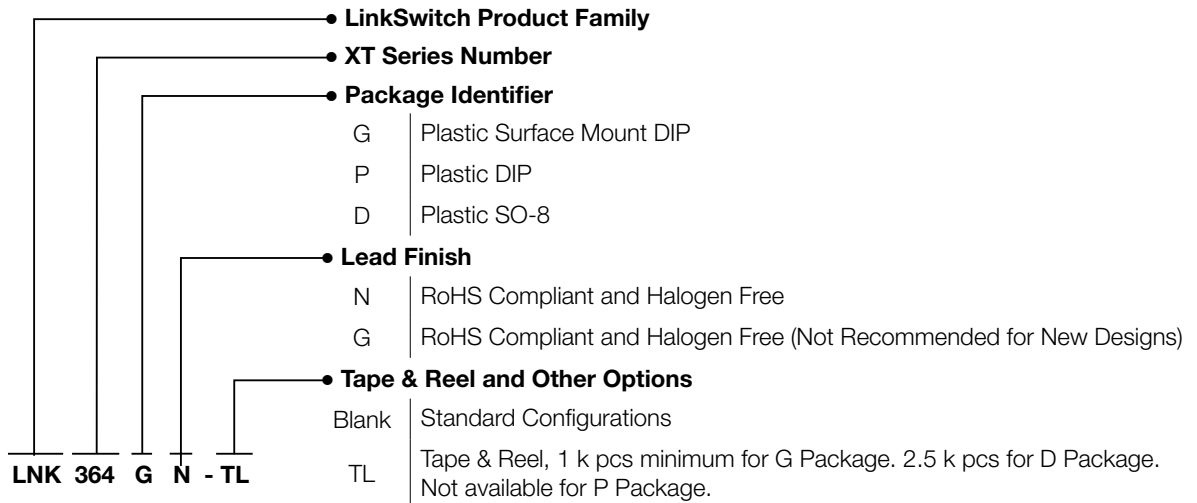 LinkSwitch Product Family
XT Series Number
Package Identifier
G Plastic Surface Mount DIP
P Plastic DIP
D Plastic SO-8
Lead Finish
N RoHS Compliant and Halogen Free
G RoHS Compliant and Halogen Free (Not Recommended for New Designs)
Tape & Reel and Other Options
Blank Standard Configurations
TL Tape & Reel, 1 k pcs minimum for G Package. 2.5 k pcs for D Package.
Not available for P Package.
LNK 364 G N - TL